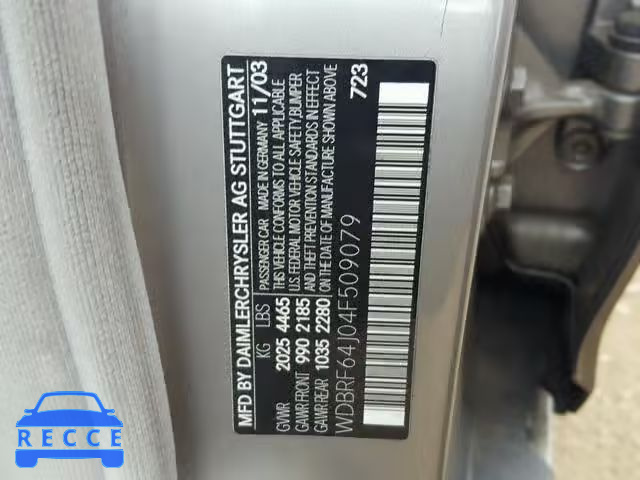 MFD BY DAIMLERCHRYSLER AG STUTTGART
PASSENGER CAR MADE IN GERMANY 11/03
KG LBS THIS VEHICLE CONFORMS TO ALL APPLICABLE
U.S. FEDERAL MOTOR VEHICLE SAFETY,BUMPER
GVWR 2025 4465 AND THEFT PREVENTION STANDARDS IN EFFECT
GAWR FRONT 990 2185 ON THE DATE OF MANUFACTURE SHOWN ABOVE
GAWR REAR 1035 2280
723
WDBRF64J04F509079
RECCE